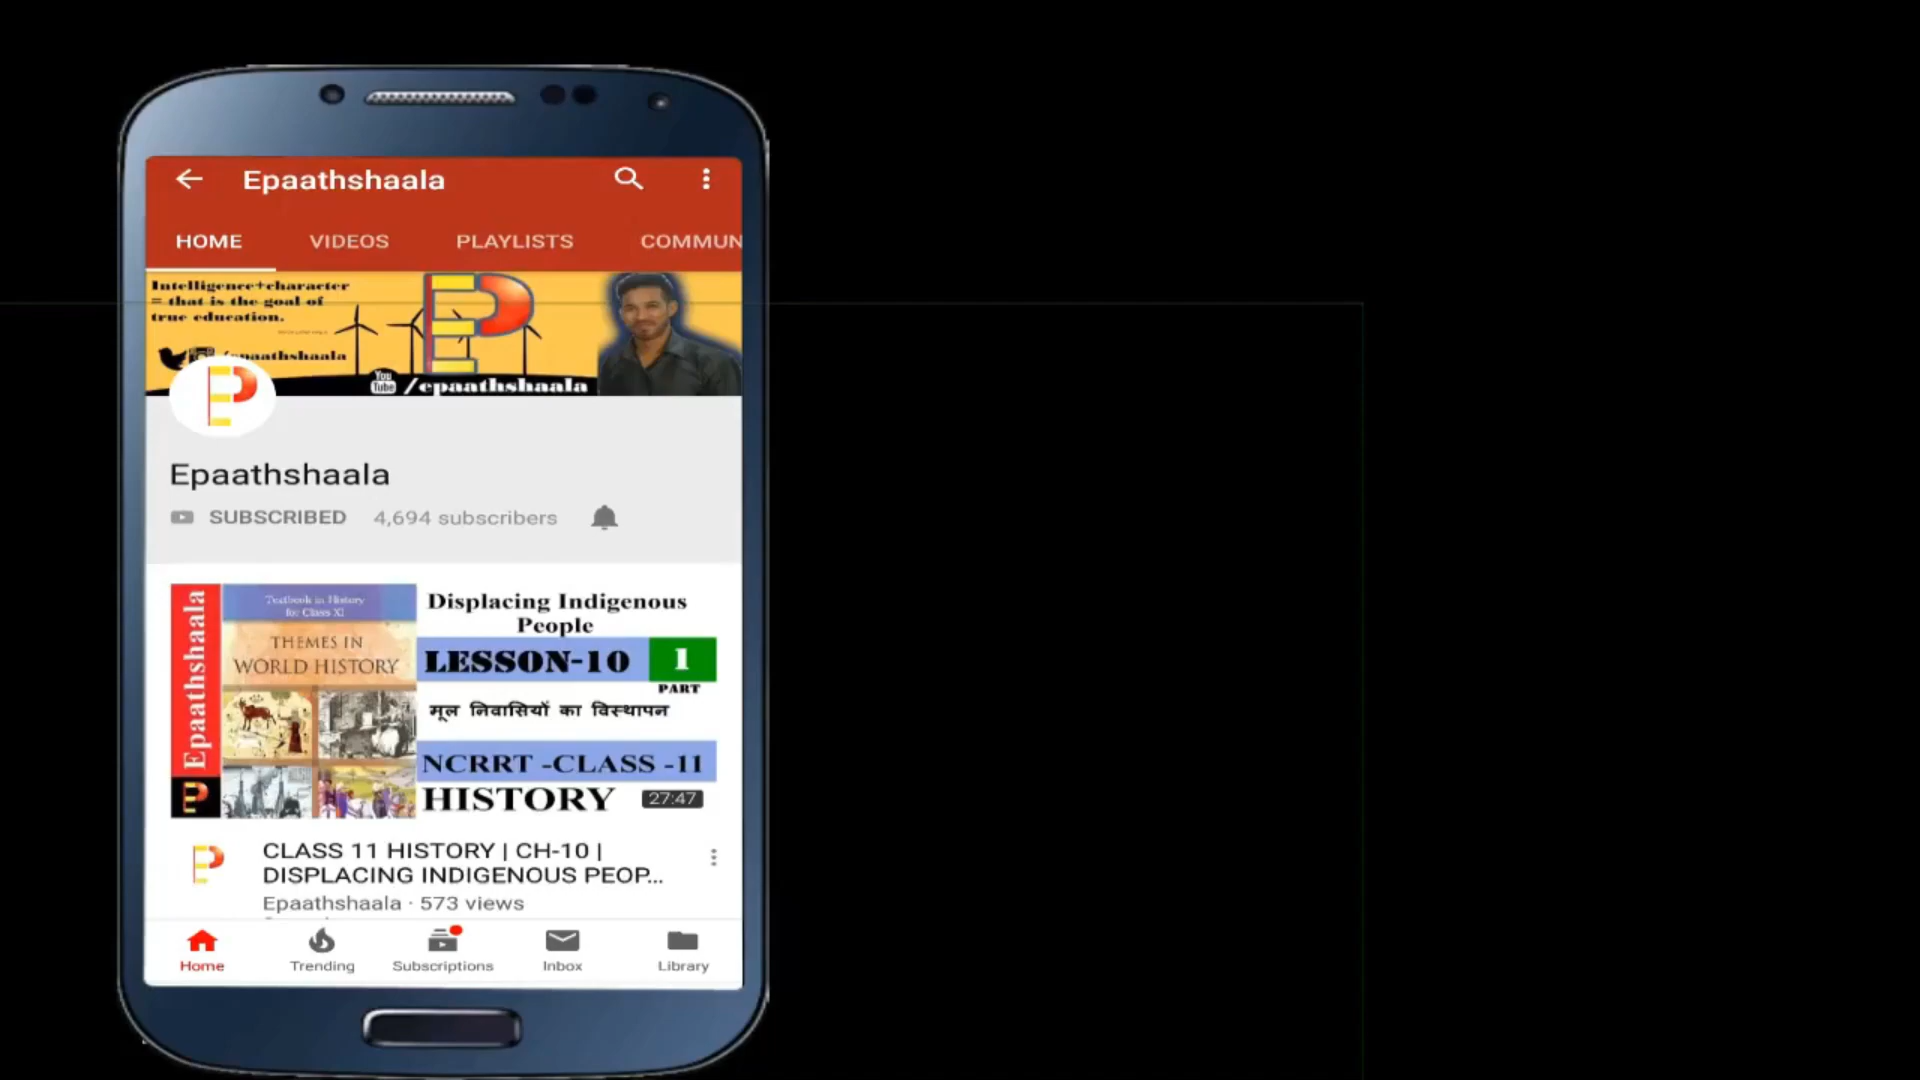 Epaathshaala
HOME VIDEOS PLAYLISTS COMMUN
Intelligence+character
= that is the goal of
true education.
/epaathshaala
You
Tube /epaathshaala
Epaathshaala
SUBSCRIBED 4,694 subscribers
Epaathshaala
Textbook in History
for Class XI
THEMES IN
WORLD HISTORY
Displacing Indigenous
People
LESSON-10 1
PART
मूल निवासियों का विस्थापन
NCRRT -CLASS -11
HISTORY 27:47
CLASS 11 HISTORY | CH-10 |
DISPLACING INDIGENOUS PEOP...
Epaathshaala · 573 views
Home Trending Subscriptions Inbox Library